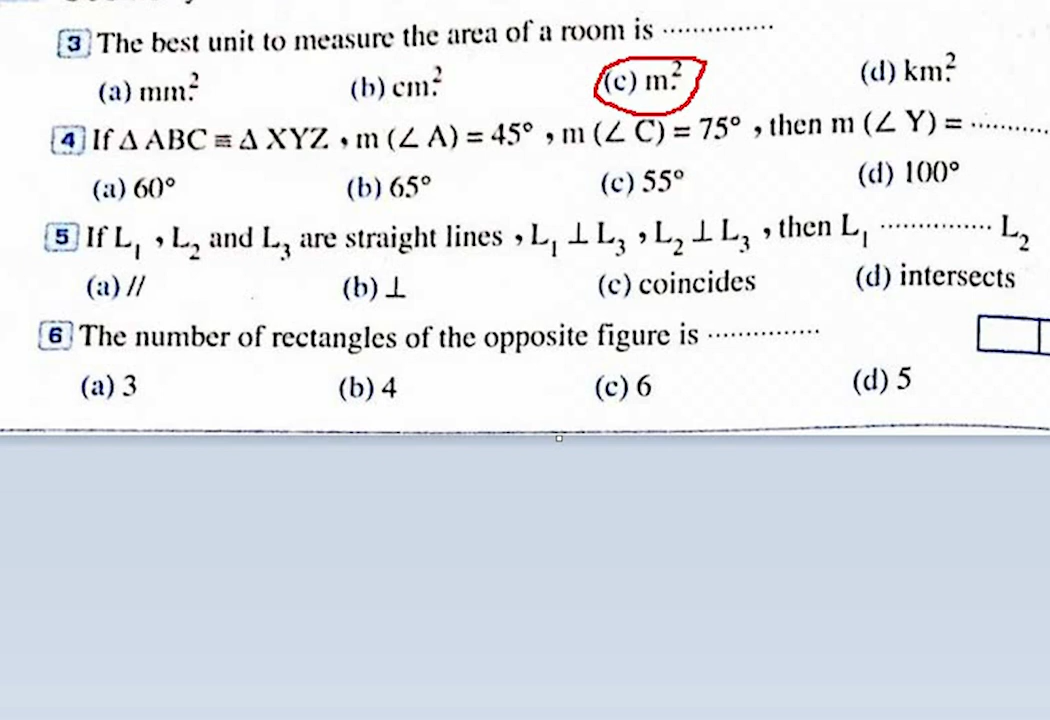 3 The best unit to measure the area of a room is ...............
(a) mm². (b) cm². (c) m². (d) km².
4 If Δ ABC ≡ Δ XYZ , m (∠ A) = 45° , m (∠ C) = 75° , then m (∠ Y) = ...........
(a) 60° (b) 65° (c) 55° (d) 100°
5 If L₁ , L₂ and L₃ are straight lines , L₁ ⊥ L₃ , L₂ ⊥ L₃ , then L₁ ............... L₂
(a) // (b) ⊥ (c) coincides (d) intersects
6 The number of rectangles of the opposite figure is ...............
(a) 3 (b) 4 (c) 6 (d) 5